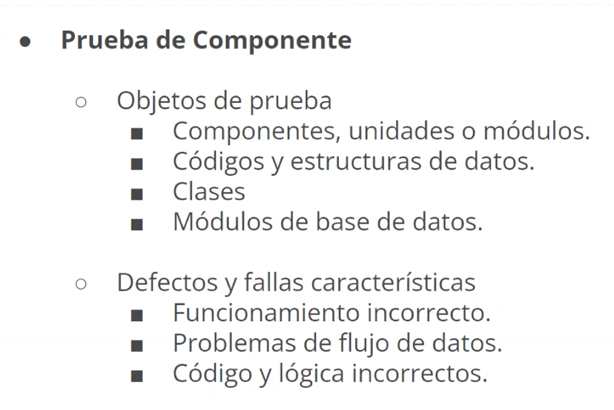 ● Prueba de Componente
○ Objetos de prueba
■ Componentes, unidades o módulos.
■ Códigos y estructuras de datos.
■ Clases
■ Módulos de base de datos.
○ Defectos y fallas características
■ Funcionamiento incorrecto.
■ Problemas de flujo de datos.
■ Código y lógica incorrectos.